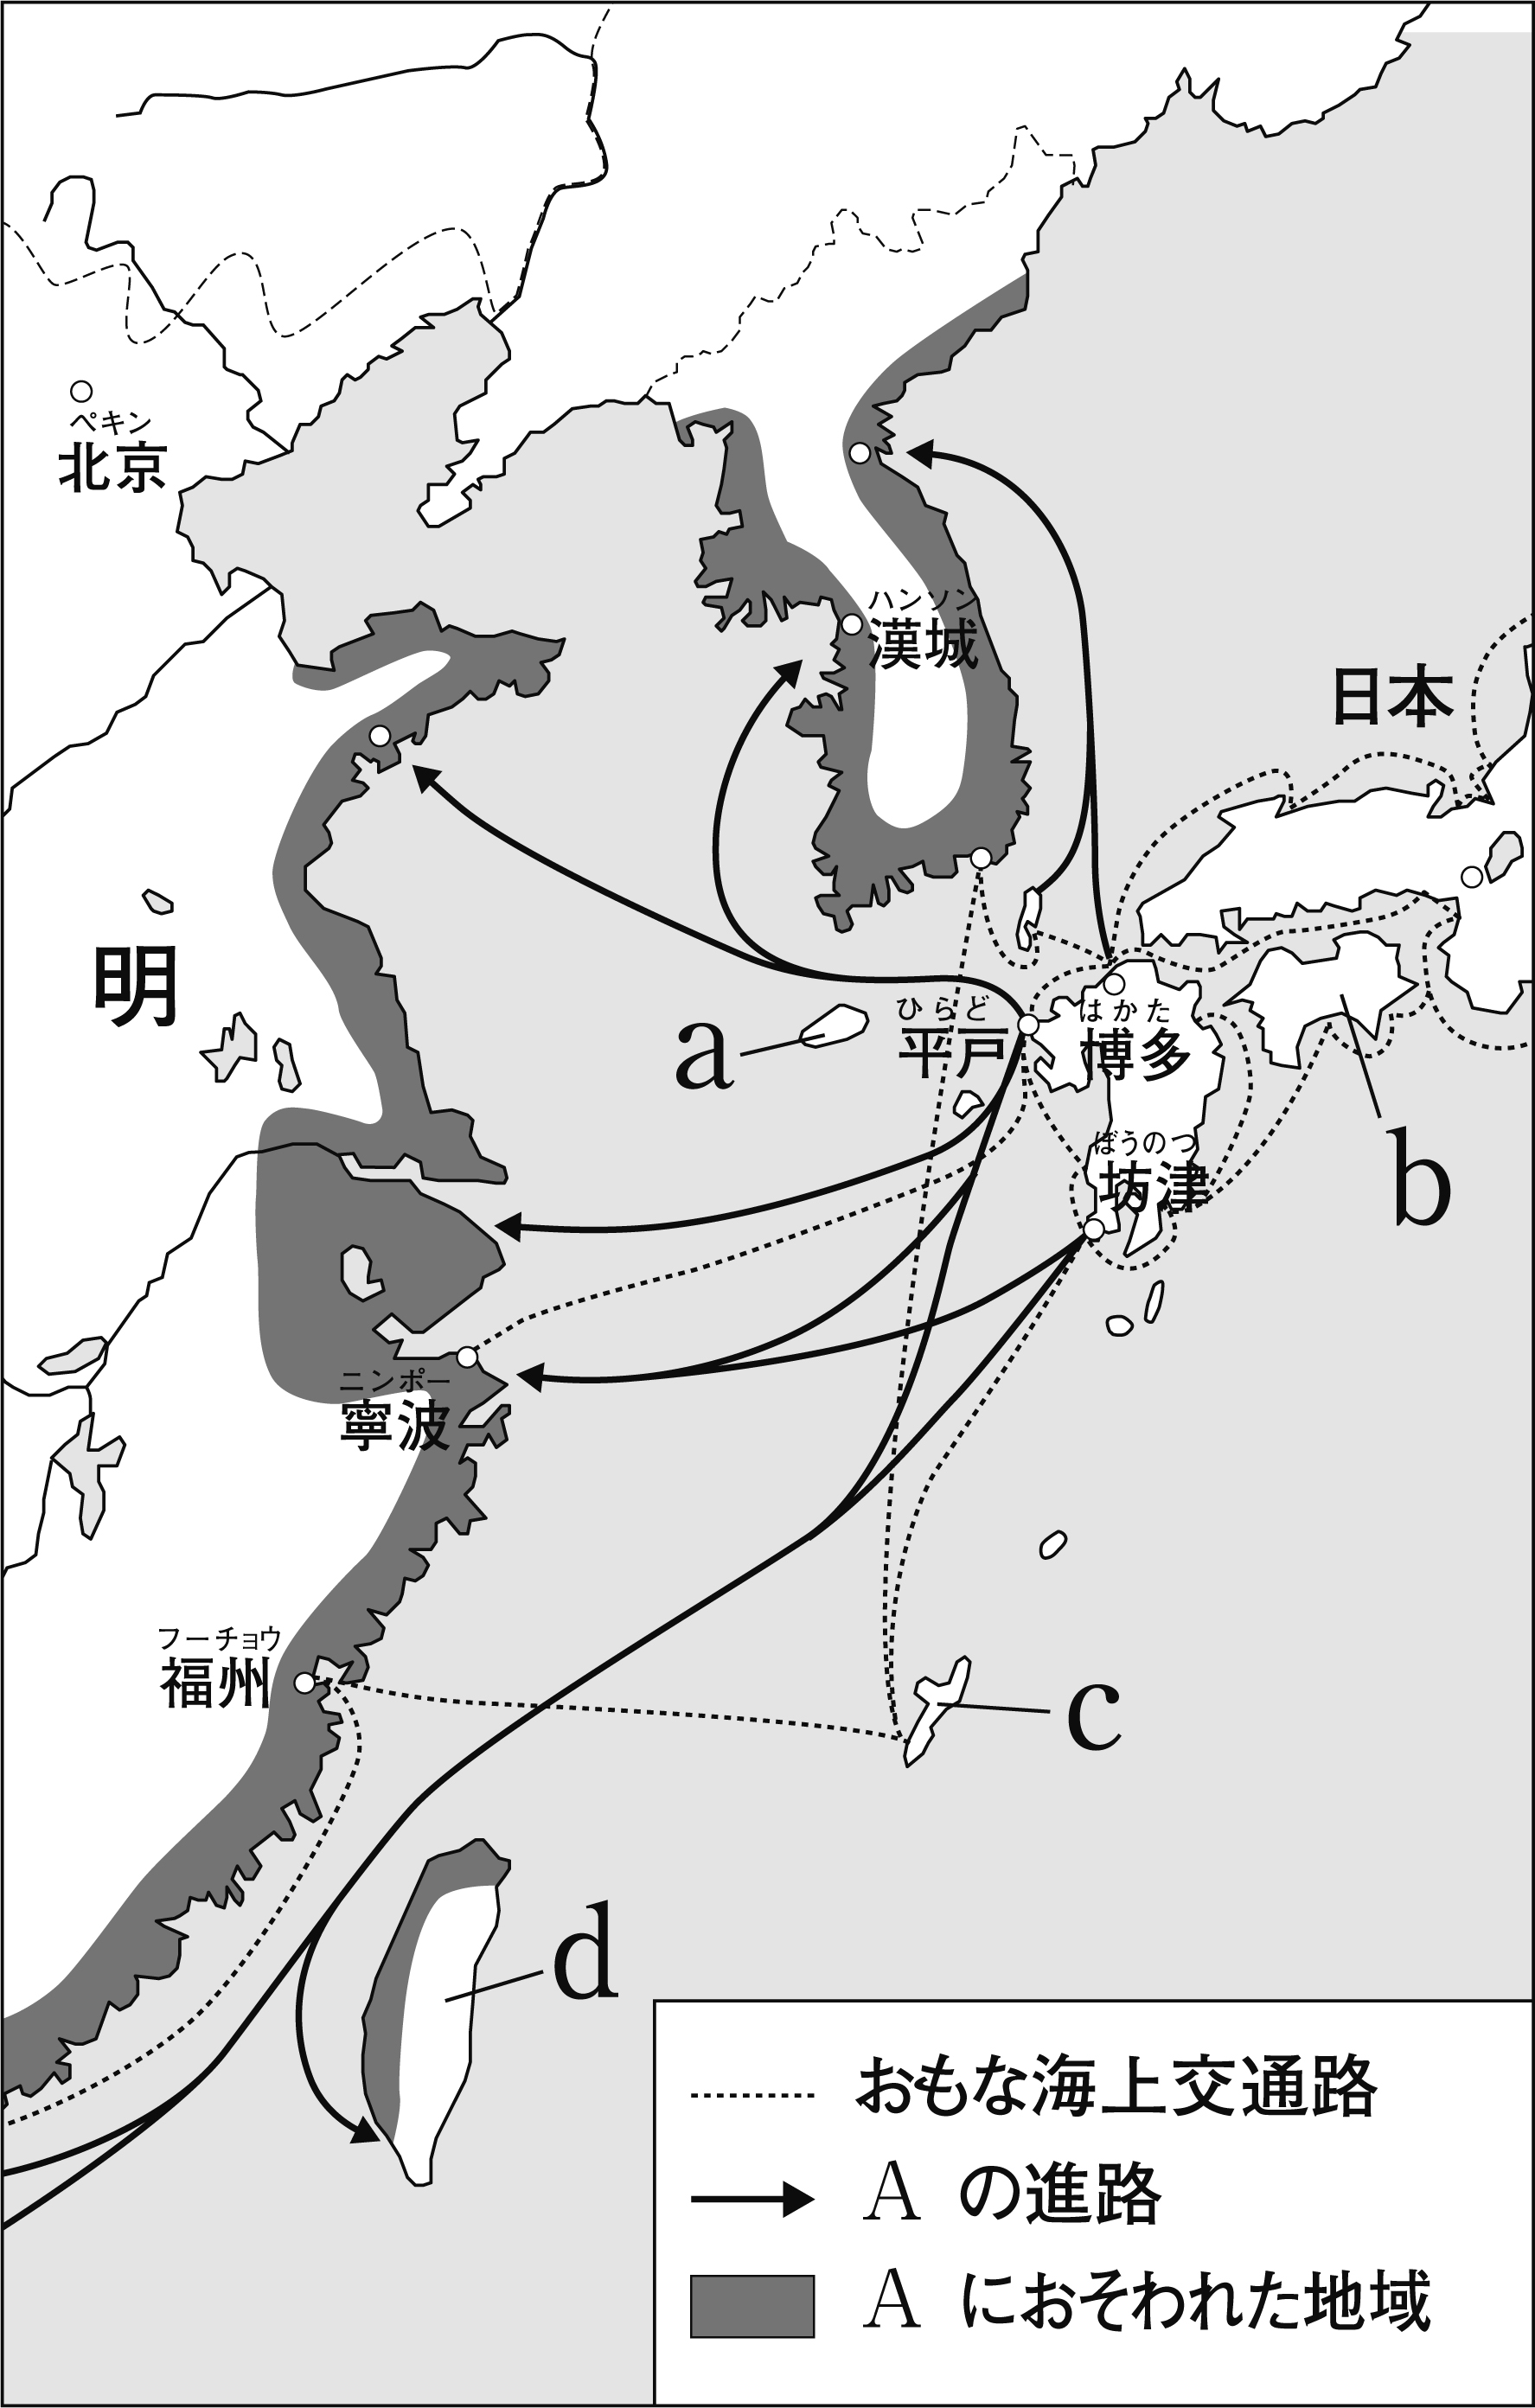 ペキン
北京
ハンソン
漢城
日本
明
a
ひらど
平戸
はかた
博多
ぼうのつ
坊津
b
ニンポー
寧波
フーチョウ
福州
c
d
おもな海上交通路
A の進路
A におそわれた地域